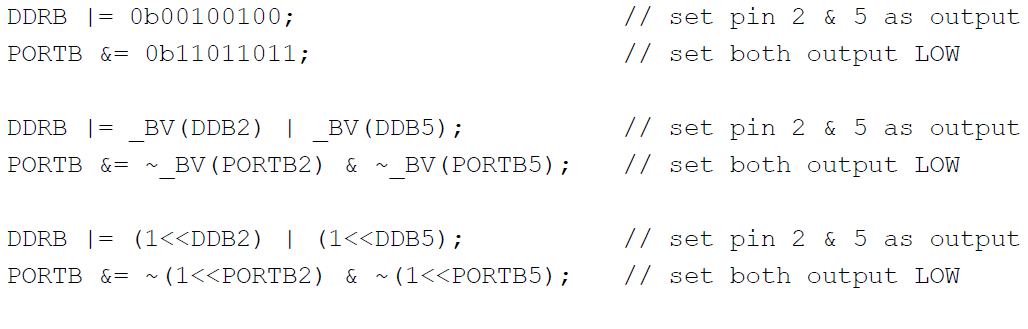 DDRB |= 0b00100100; // set pin 2 & 5 as output
PORTB &= 0b11011011; // set both output LOW
DDRB |= _BV(DDB2) | _BV(DDB5); // set pin 2 & 5 as output
PORTB &= ~_BV(PORTB2) & ~_BV(PORTB5); // set both output LOW
DDRB |= (1<<DDB2) | (1<<DDB5); // set pin 2 & 5 as output
PORTB &= ~(1<<PORTB2) & ~(1<<PORTB5); // set both output LOW